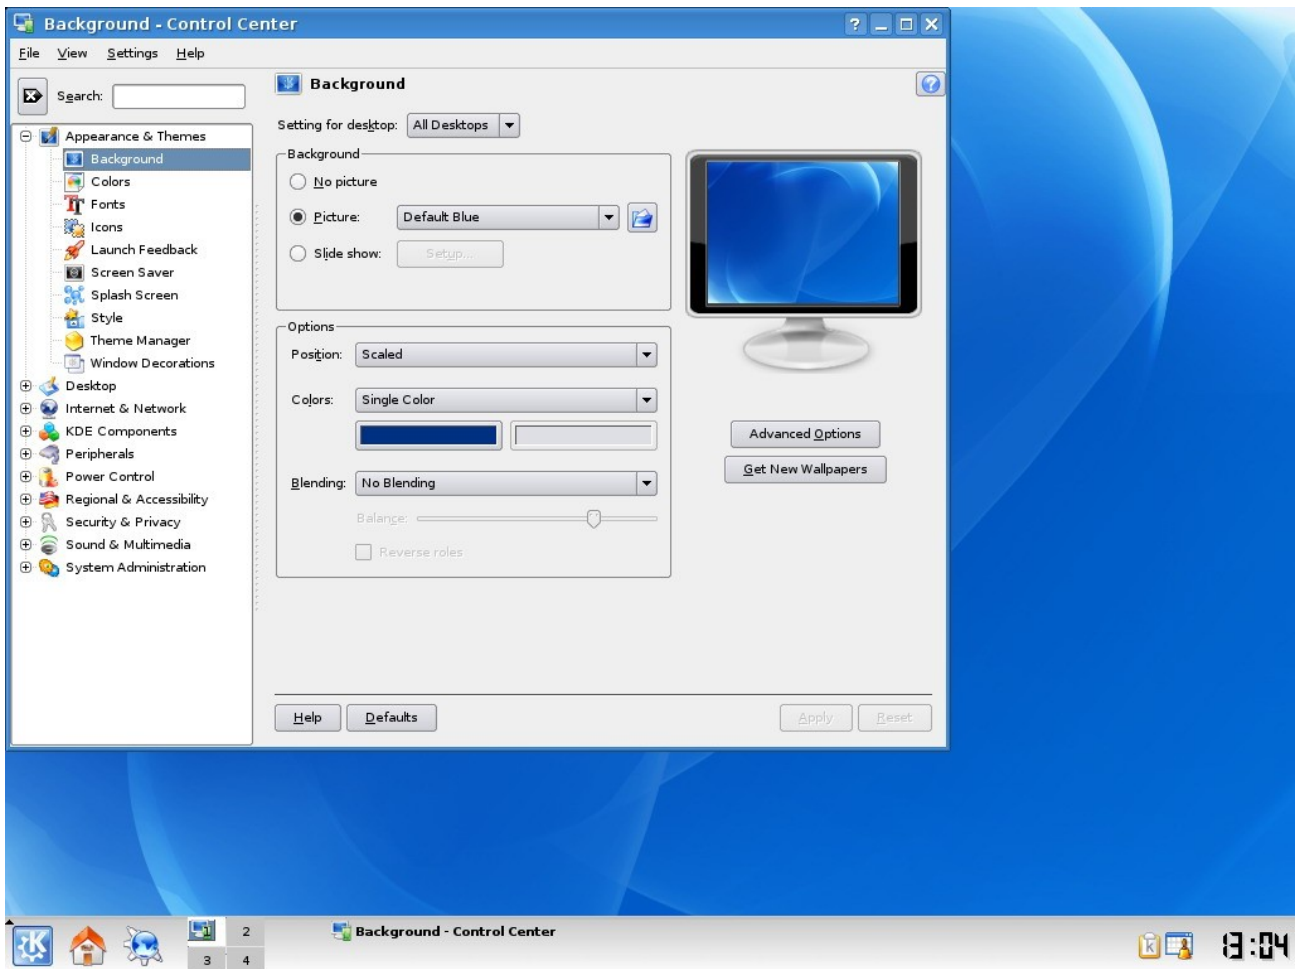 Background - Control Center
File View Settings Help
Search:
Background
Setting for desktop: All Desktops
Appearance & Themes
Background
Colors
Fonts
Icons
Launch Feedback
Screen Saver
Splash Screen
Style
Theme Manager
Window Decorations
Desktop
Internet & Network
KDE Components
Peripherals
Power Control
Regional & Accessibility
Security & Privacy
Sound & Multimedia
System Administration
Background
No picture
Picture: Default Blue
Slide show: Setup...
Options
Position: Scaled
Colors: Single Color
Blending: No Blending
Balance:
Reverse roles
Advanced Options
Get New Wallpapers
Help Defaults Apply Reset
1 2
3 4
Background - Control Center
13:04